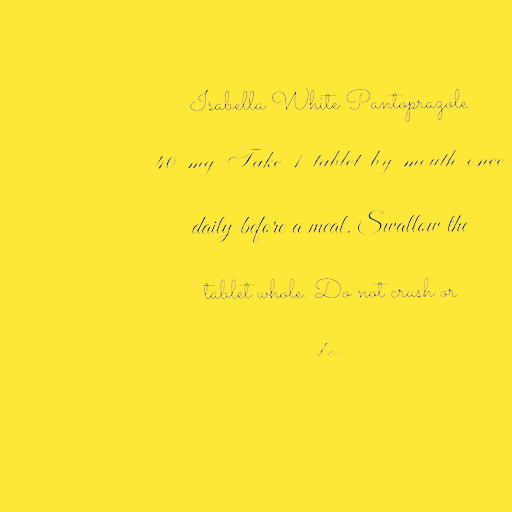 Isabella White Pantoprazole
40 mg Take 1 tablet by mouth once
daily before a meal. Swallow the
tablet whole. Do not crush or